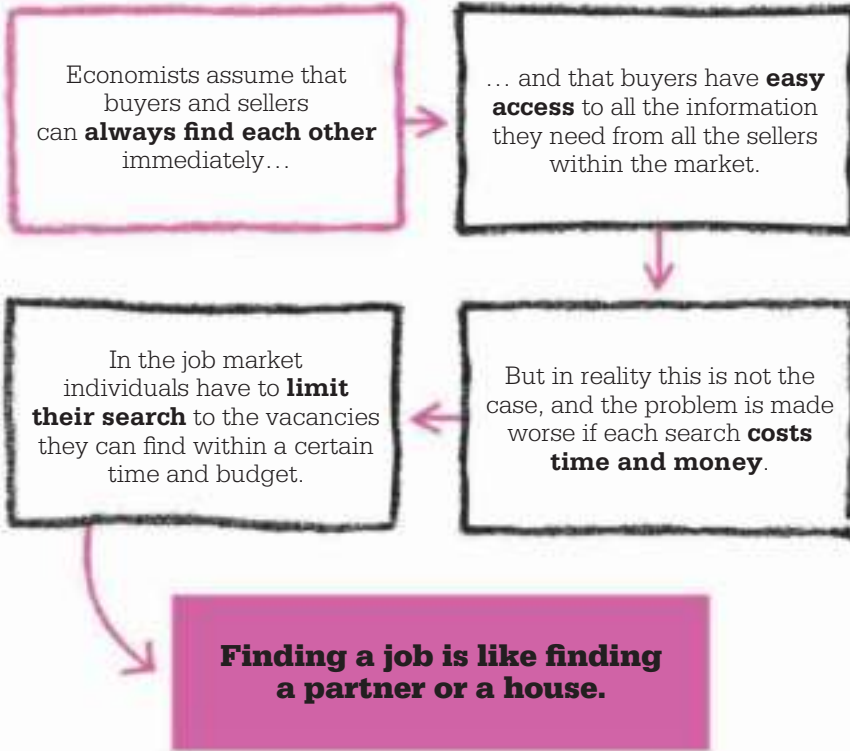 Economists assume that
buyers and sellers
can always find each other
immediately…
… and that buyers have easy
access to all the information
they need from all the sellers
within the market.
But in reality this is not the
case, and the problem is made
worse if each search costs
time and money.
In the job market
individuals have to limit
their search to the vacancies
they can find within a certain
time and budget.
Finding a job is like finding
a partner or a house.